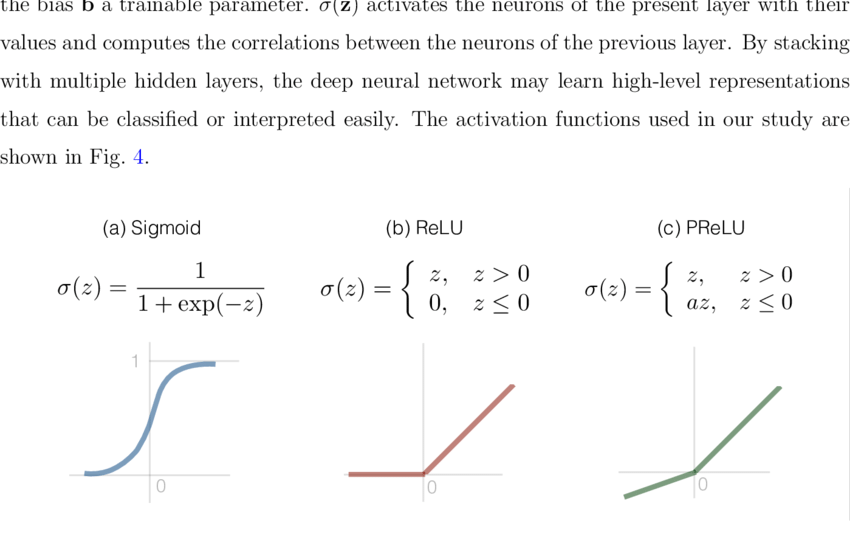 the bias b a trainable parameter. σ(z) activates the neurons of the present layer with their
values and computes the correlations between the neurons of the previous layer. By stacking
with multiple hidden layers, the deep neural network may learn high-level representations
that can be classified or interpreted easily. The activation functions used in our study are
shown in Fig. 4.
(a) Sigmoid
σ(z) = 1 / (1 + exp(−z))
1
0
(b) ReLU
σ(z) = { z, z > 0
0, z ≤ 0
0
(c) PReLU
σ(z) = { z, z > 0
az, z ≤ 0
0